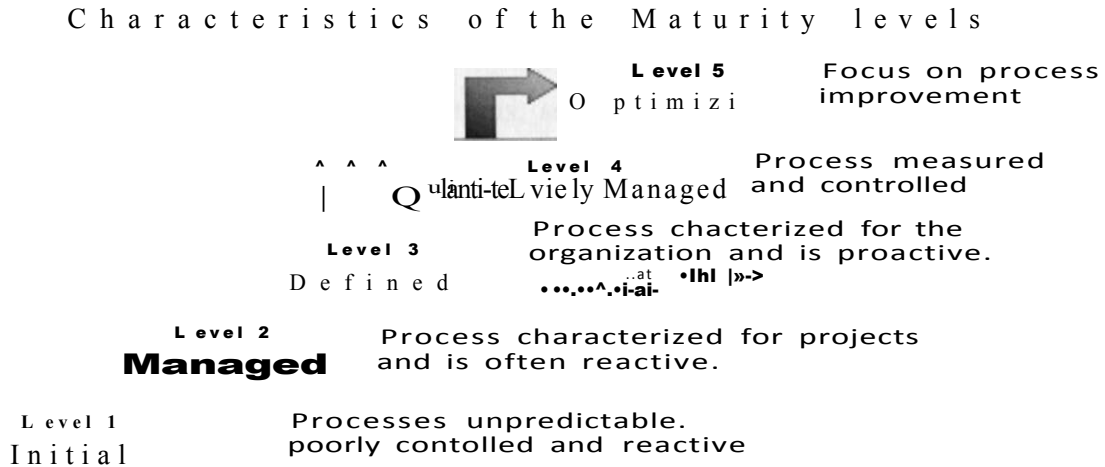 Characteristics of the Maturity levels
Level 5
Optimizi
Focus on process
improvement
Level 4
Managed
Process measured
and controlled
Level 3
Defined
Process chacterized for the
organization and is proactive.
Level 2
Managed
Process characterized for projects
and is often reactive.
Level 1
Initial
Processes unpredictable.
poorly contolled and reactive